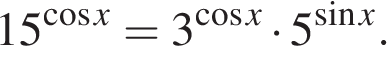 15^{cos x} = 3^{cos x} · 5^{sin x}.